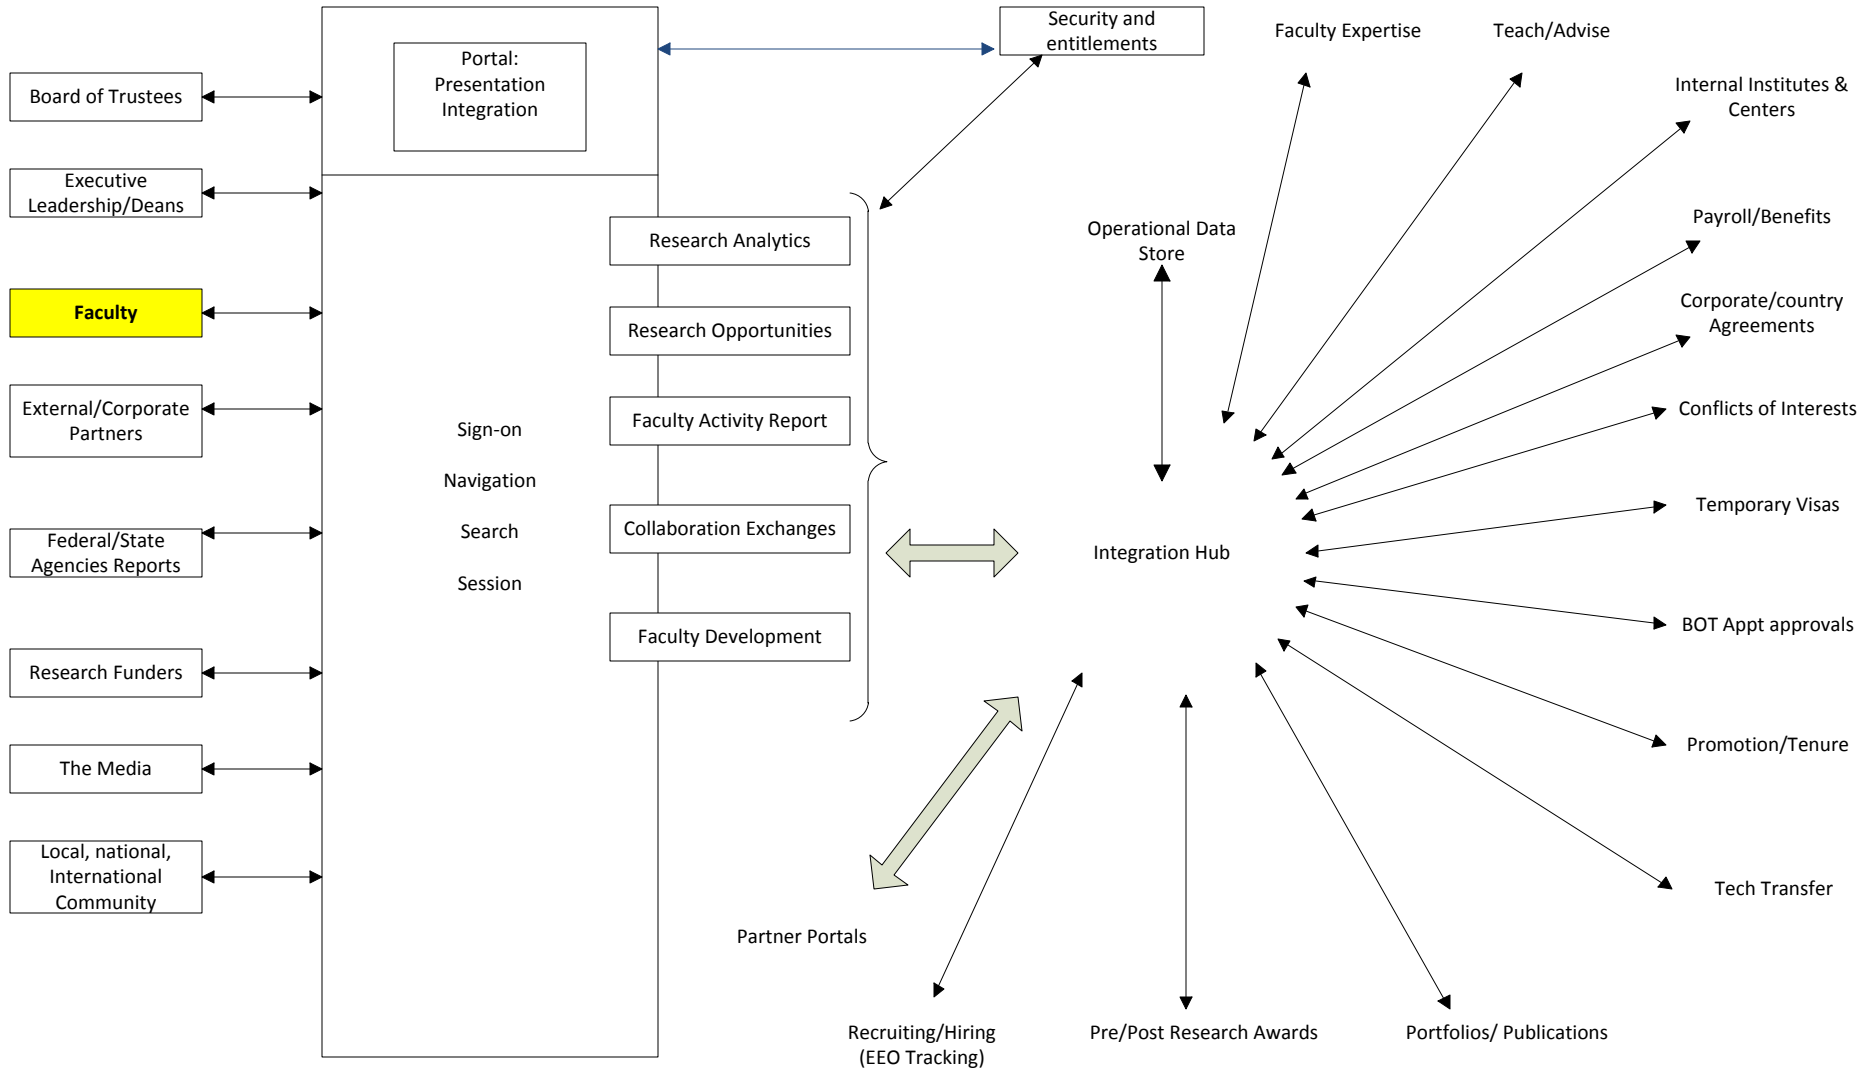 Board of Trustees
Executive
Leadership/Deans
Faculty
External/Corporate
Partners
Federal/State
Agencies Reports
Research Funders
The Media
Local, national,
International
Community
Portal:
Presentation
Integration
Sign-on
Navigation
Search
Session
Research Analytics
Research Opportunities
Faculty Activity Report
Collaboration Exchanges
Faculty Development
Security and
entitlements
Operational Data
Store
Integration Hub
Partner Portals
Faculty Expertise
Teach/Advise
Internal Institutes &
Centers
Payroll/Benefits
Corporate/country
Agreements
Conflicts of Interests
Temporary Visas
BOT Appt approvals
Promotion/Tenure
Tech Transfer
Recruiting/Hiring
(EEO Tracking)
Pre/Post Research Awards
Portfolios/ Publications